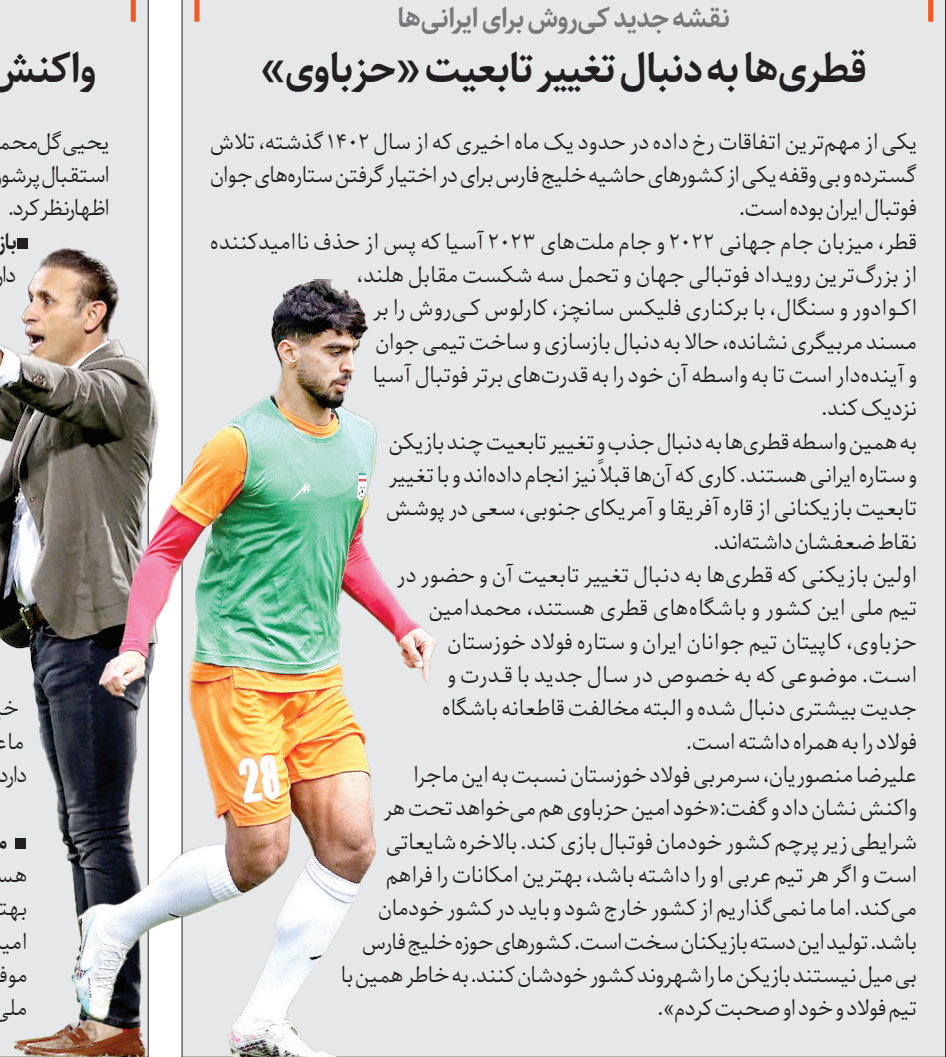 نقشه جدید کی‌روش برای ایرانی‌ها
قطری‌ها به دنبال تغییر تابعیت «حزباوی»
یکی از مهم‌ترین اتفاقات رخ داده در حدود یک ماه اخیری که از سال ۱۴۰۲ گذشته، تلاش
گسترده و بی وقفه یکی از کشورهای حاشیه خلیج فارس برای در اختیار گرفتن ستاره‌های جوان
فوتبال ایران بوده است.
قطر، میزبان جام جهانی ۲۰۲۲ و جام ملت‌های ۲۰۲۳ آسیا که پس از حذف ناامیدکننده
از بزرگ‌ترین رویداد فوتبالی جهان و تحمل سه شکست مقابل هلند،
اکوادور و سنگال، با برکناری فلیکس سانچز، کارلوس کی‌روش را بر
مسند مربیگری نشانده، حالا به دنبال بازسازی و ساخت تیمی جوان
و آینده‌دار است تا به واسطه آن خود را به قدرت‌های برتر فوتبال آسیا
نزدیک کند.
به همین واسطه قطری‌ها به دنبال جذب و تغییر تابعیت چند بازیکن
و ستاره ایرانی هستند. کاری که آن‌ها قبلاً نیز انجام داده‌اند و با تغییر
تابعیت بازیکنانی از قاره آفریقا و آمریکای جنوبی، سعی در پوشش
نقاط ضعفشان داشته‌اند.
اولین بازیکنی که قطری‌ها به دنبال تغییر تابعیت آن و حضور در
تیم ملی این کشور و باشگاه‌های قطری هستند، محمدامین
حزباوی، کاپیتان تیم جوانان ایران و ستاره فولاد خوزستان
است. موضوعی که به خصوص در سال جدید با قدرت و
جدیت بیشتری دنبال شده و البته مخالفت قاطعانه باشگاه
فولاد را به همراه داشته است.
علیرضا منصوریان، سرمربی فولاد خوزستان نسبت به این ماجرا
واکنش نشان داد و گفت:«خود امین حزباوی هم می‌خواهد تحت هر
شرایطی زیر پرچم کشور خودمان فوتبال بازی کند. بالاخره شایعاتی
است و اگر هر تیم عربی او را داشته باشد، بهترین امکانات را فراهم
می‌کند. اما ما نمی‌گذاریم از کشور خارج شود و باید در کشور خودمان
باشد. تولید این دسته بازیکنان سخت است. کشورهای حوزه خلیج فارس
بی میل نیستند بازیکن ما را شهروند کشور خودشان کنند. به خاطر همین با
تیم فولاد و خود او صحبت کردم».
28
واکنش
یحیی گل‌محم
استقبال پرشو
اظهارنظر کرد.